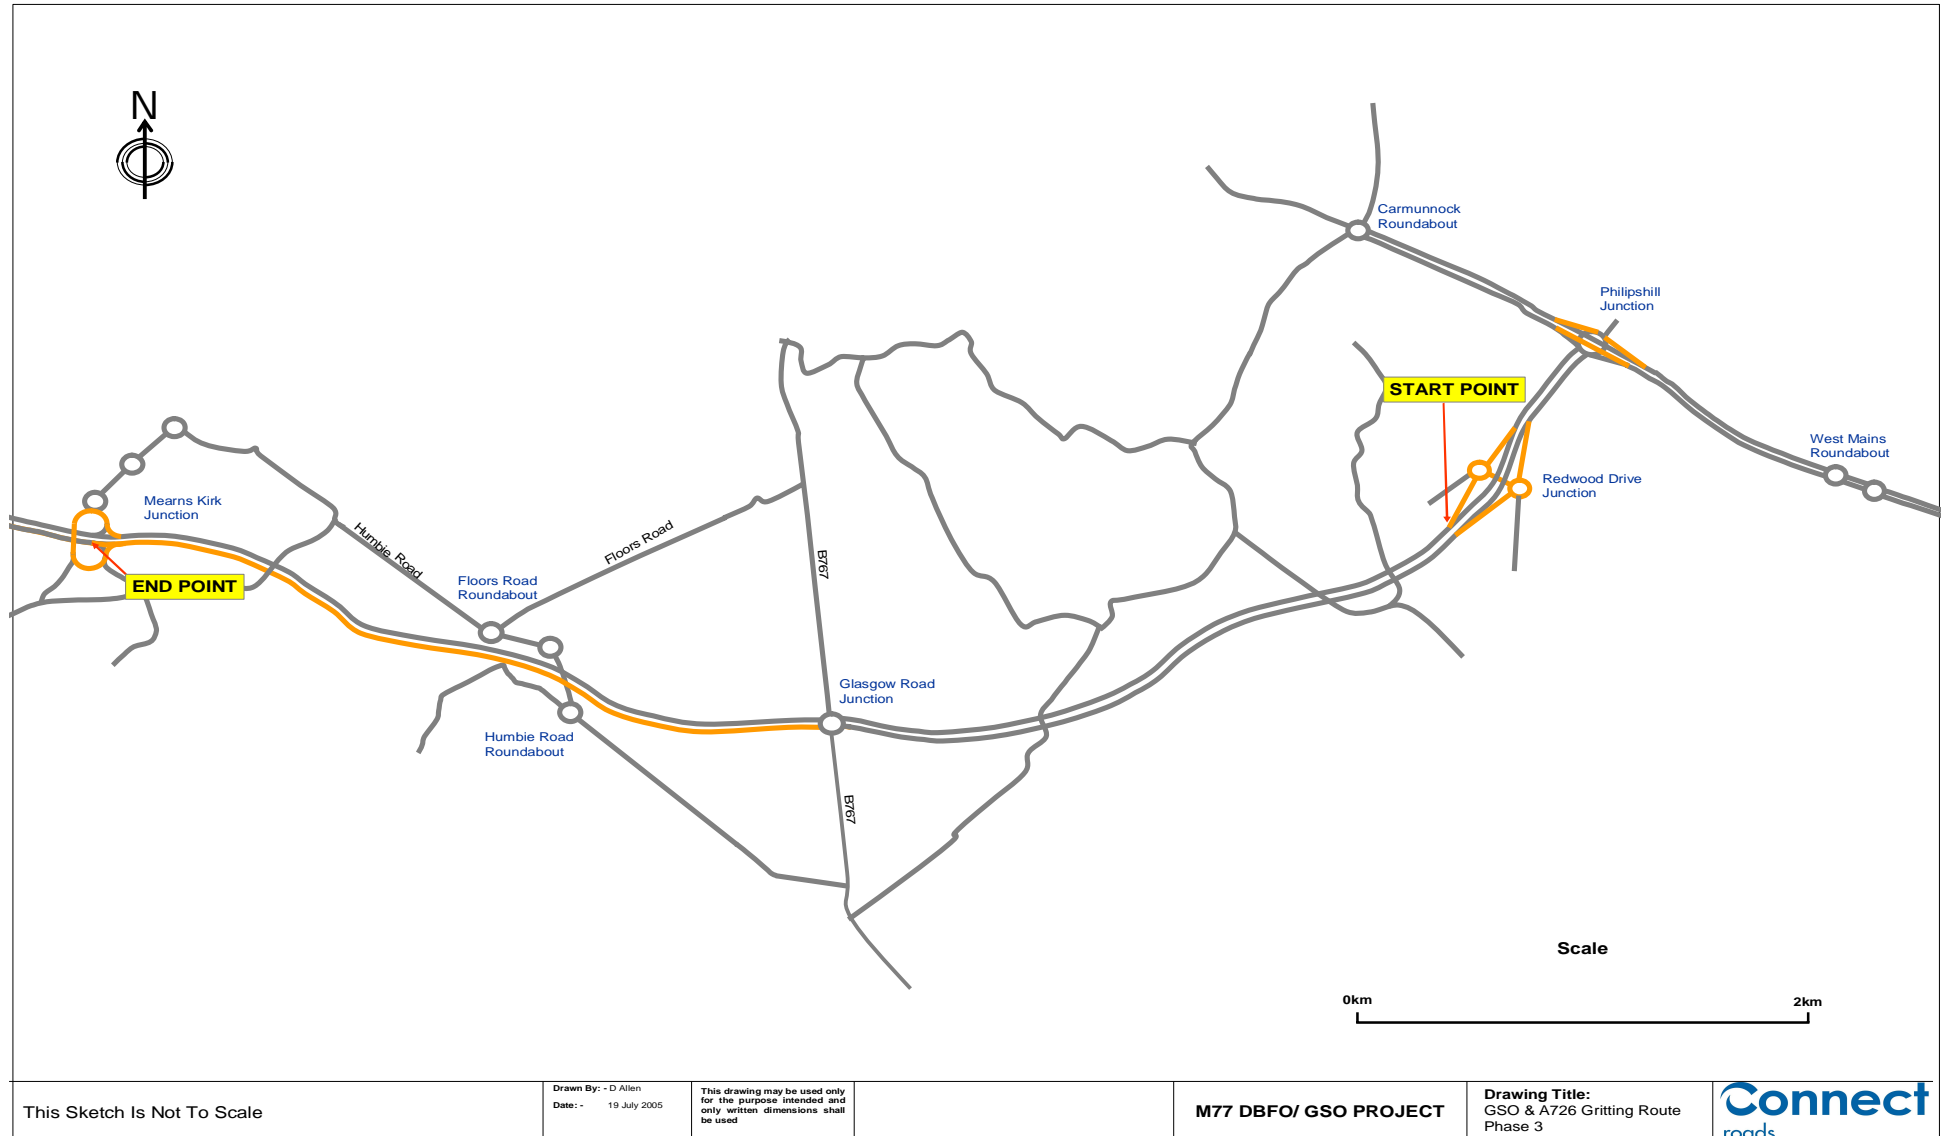 N
Carmunnock
Roundabout
Philipshill
Junction
START POINT
West Mains
Roundabout
Redwood Drive
Junction
Mearns Kirk
Junction
END POINT
Humbie Road
Floors Road
Floors Road
Roundabout
B767
Glasgow Road
Junction
Humbie Road
Roundabout
B767
Scale
0km
2km
This Sketch Is Not To Scale
Drawn By: - D Allen
Date: - 19 July 2005
This drawing may be used only
for the purpose intended and
only written dimensions shall
be used
M77 DBFO/ GSO PROJECT
Drawing Title:
GSO & A726 Gritting Route
Phase 3
Connect
roads